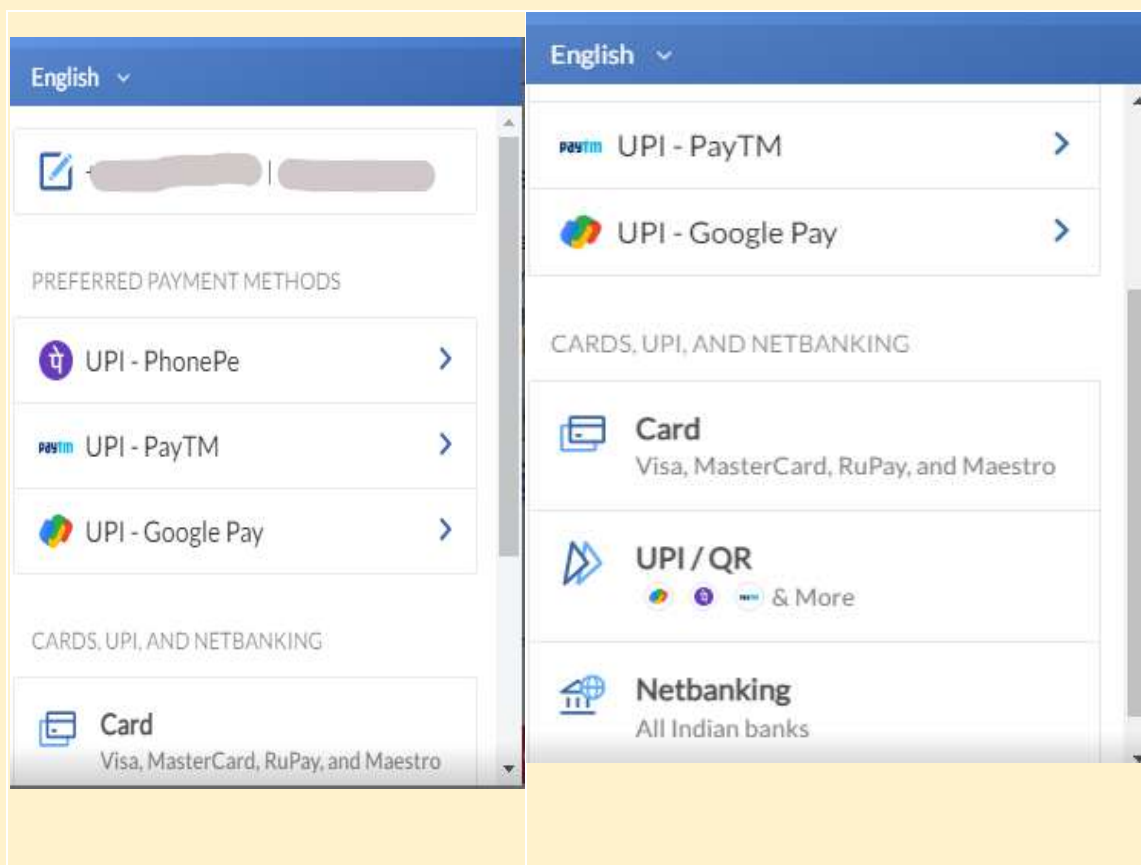 English
|
PREFERRED PAYMENT METHODS
पे UPI - PhonePe
paytm UPI - PayTM
UPI - Google Pay
CARDS, UPI, AND NETBANKING
Card
Visa, MasterCard, RuPay, and Maestro
English
paytm UPI - PayTM
UPI - Google Pay
CARDS, UPI, AND NETBANKING
Card
Visa, MasterCard, RuPay, and Maestro
UPI / QR
पे paytm & More
Netbanking
All Indian banks